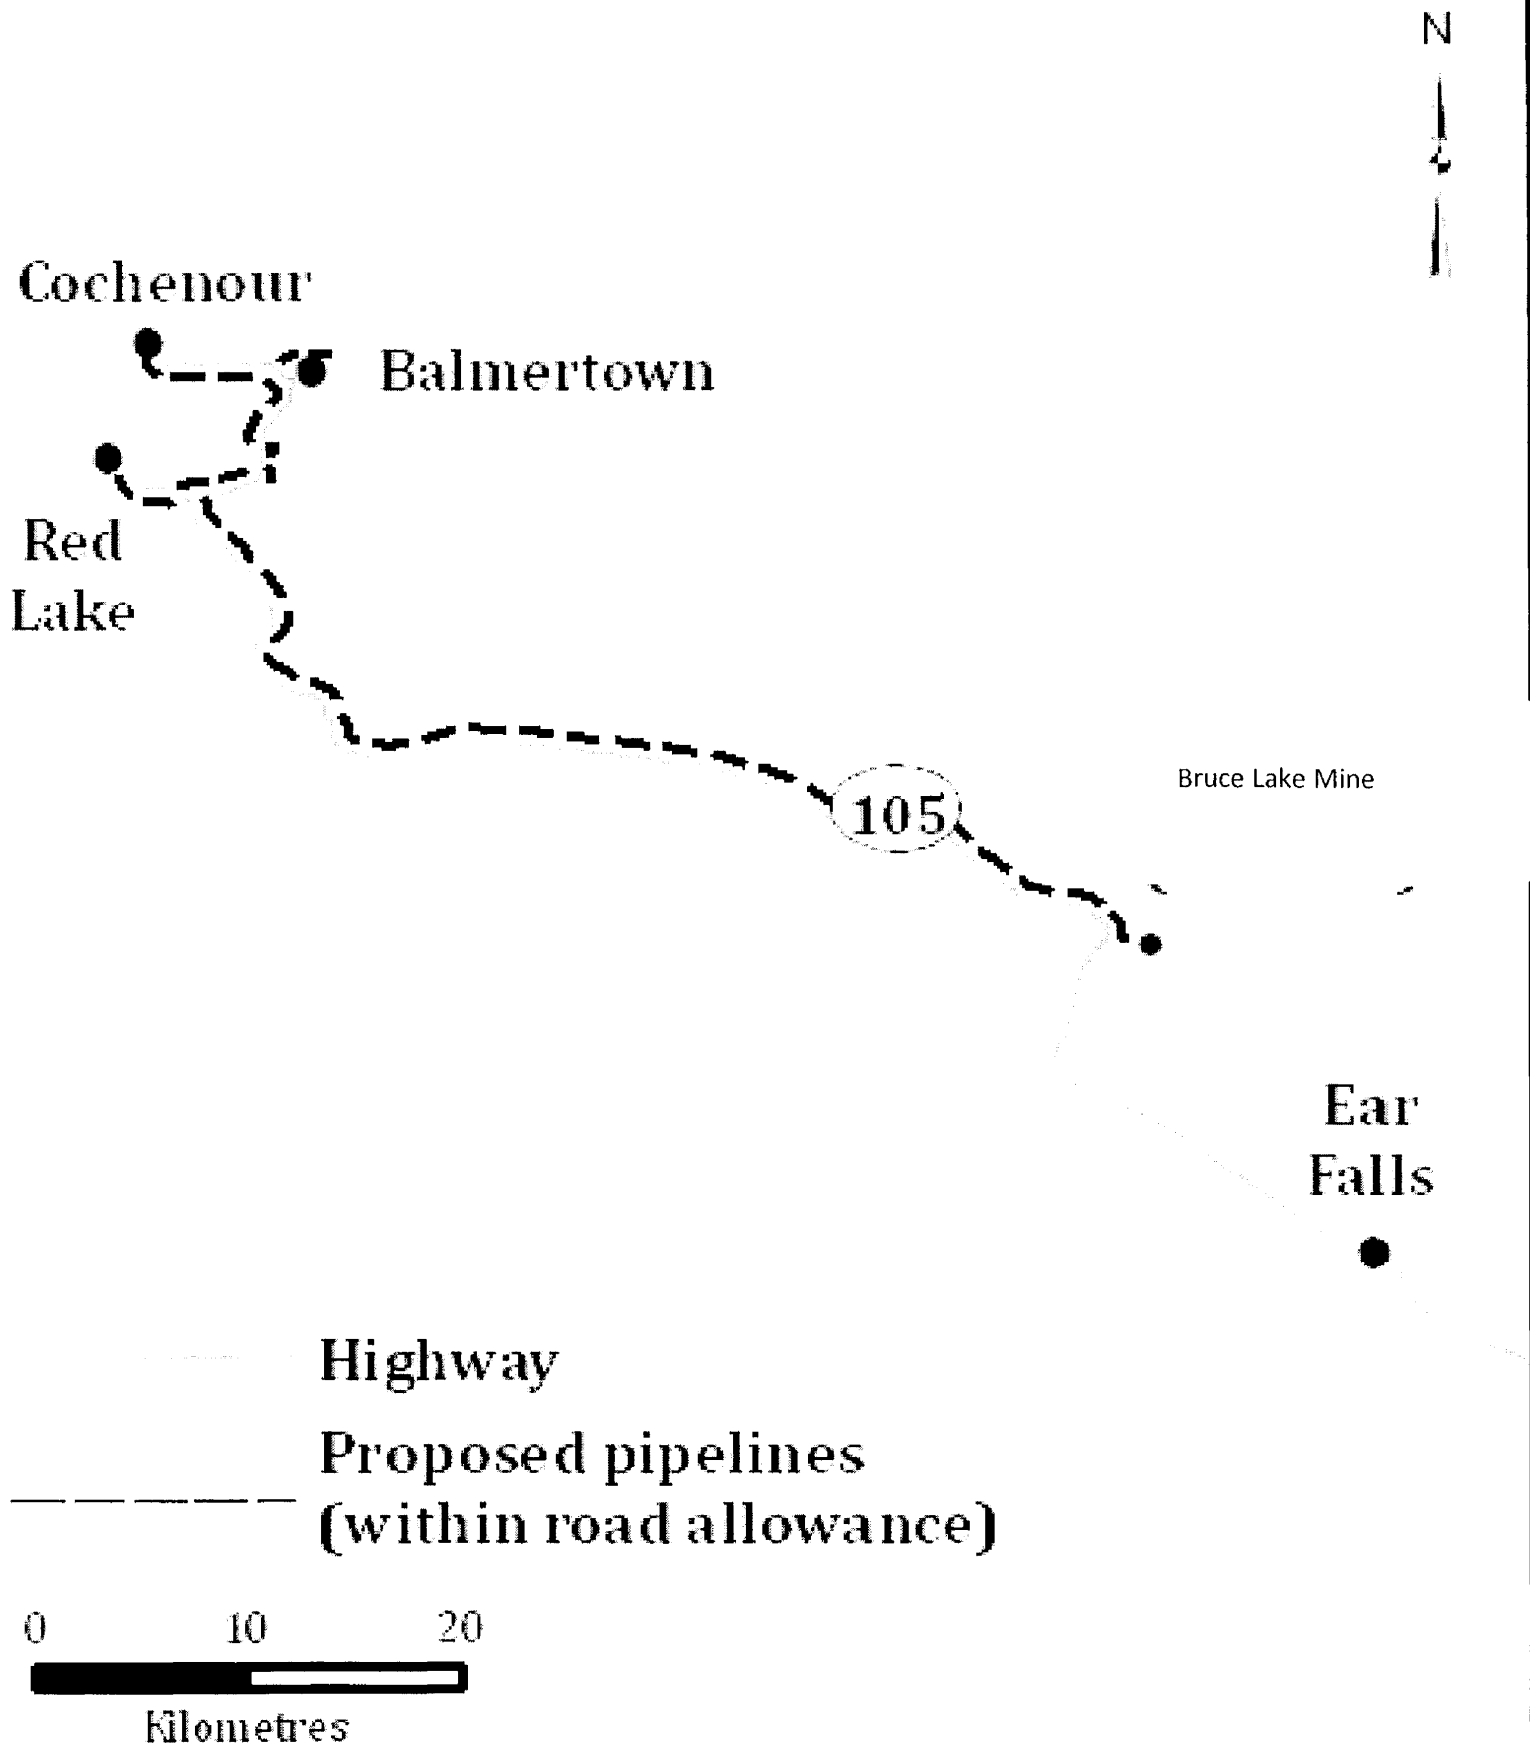 N
Cochenour
Balmertown
Red
Lake
Bruce Lake Mine
105
Ear
Falls
Highway
Proposed pipelines
(within road allowance)
0 10 20
Kilometres